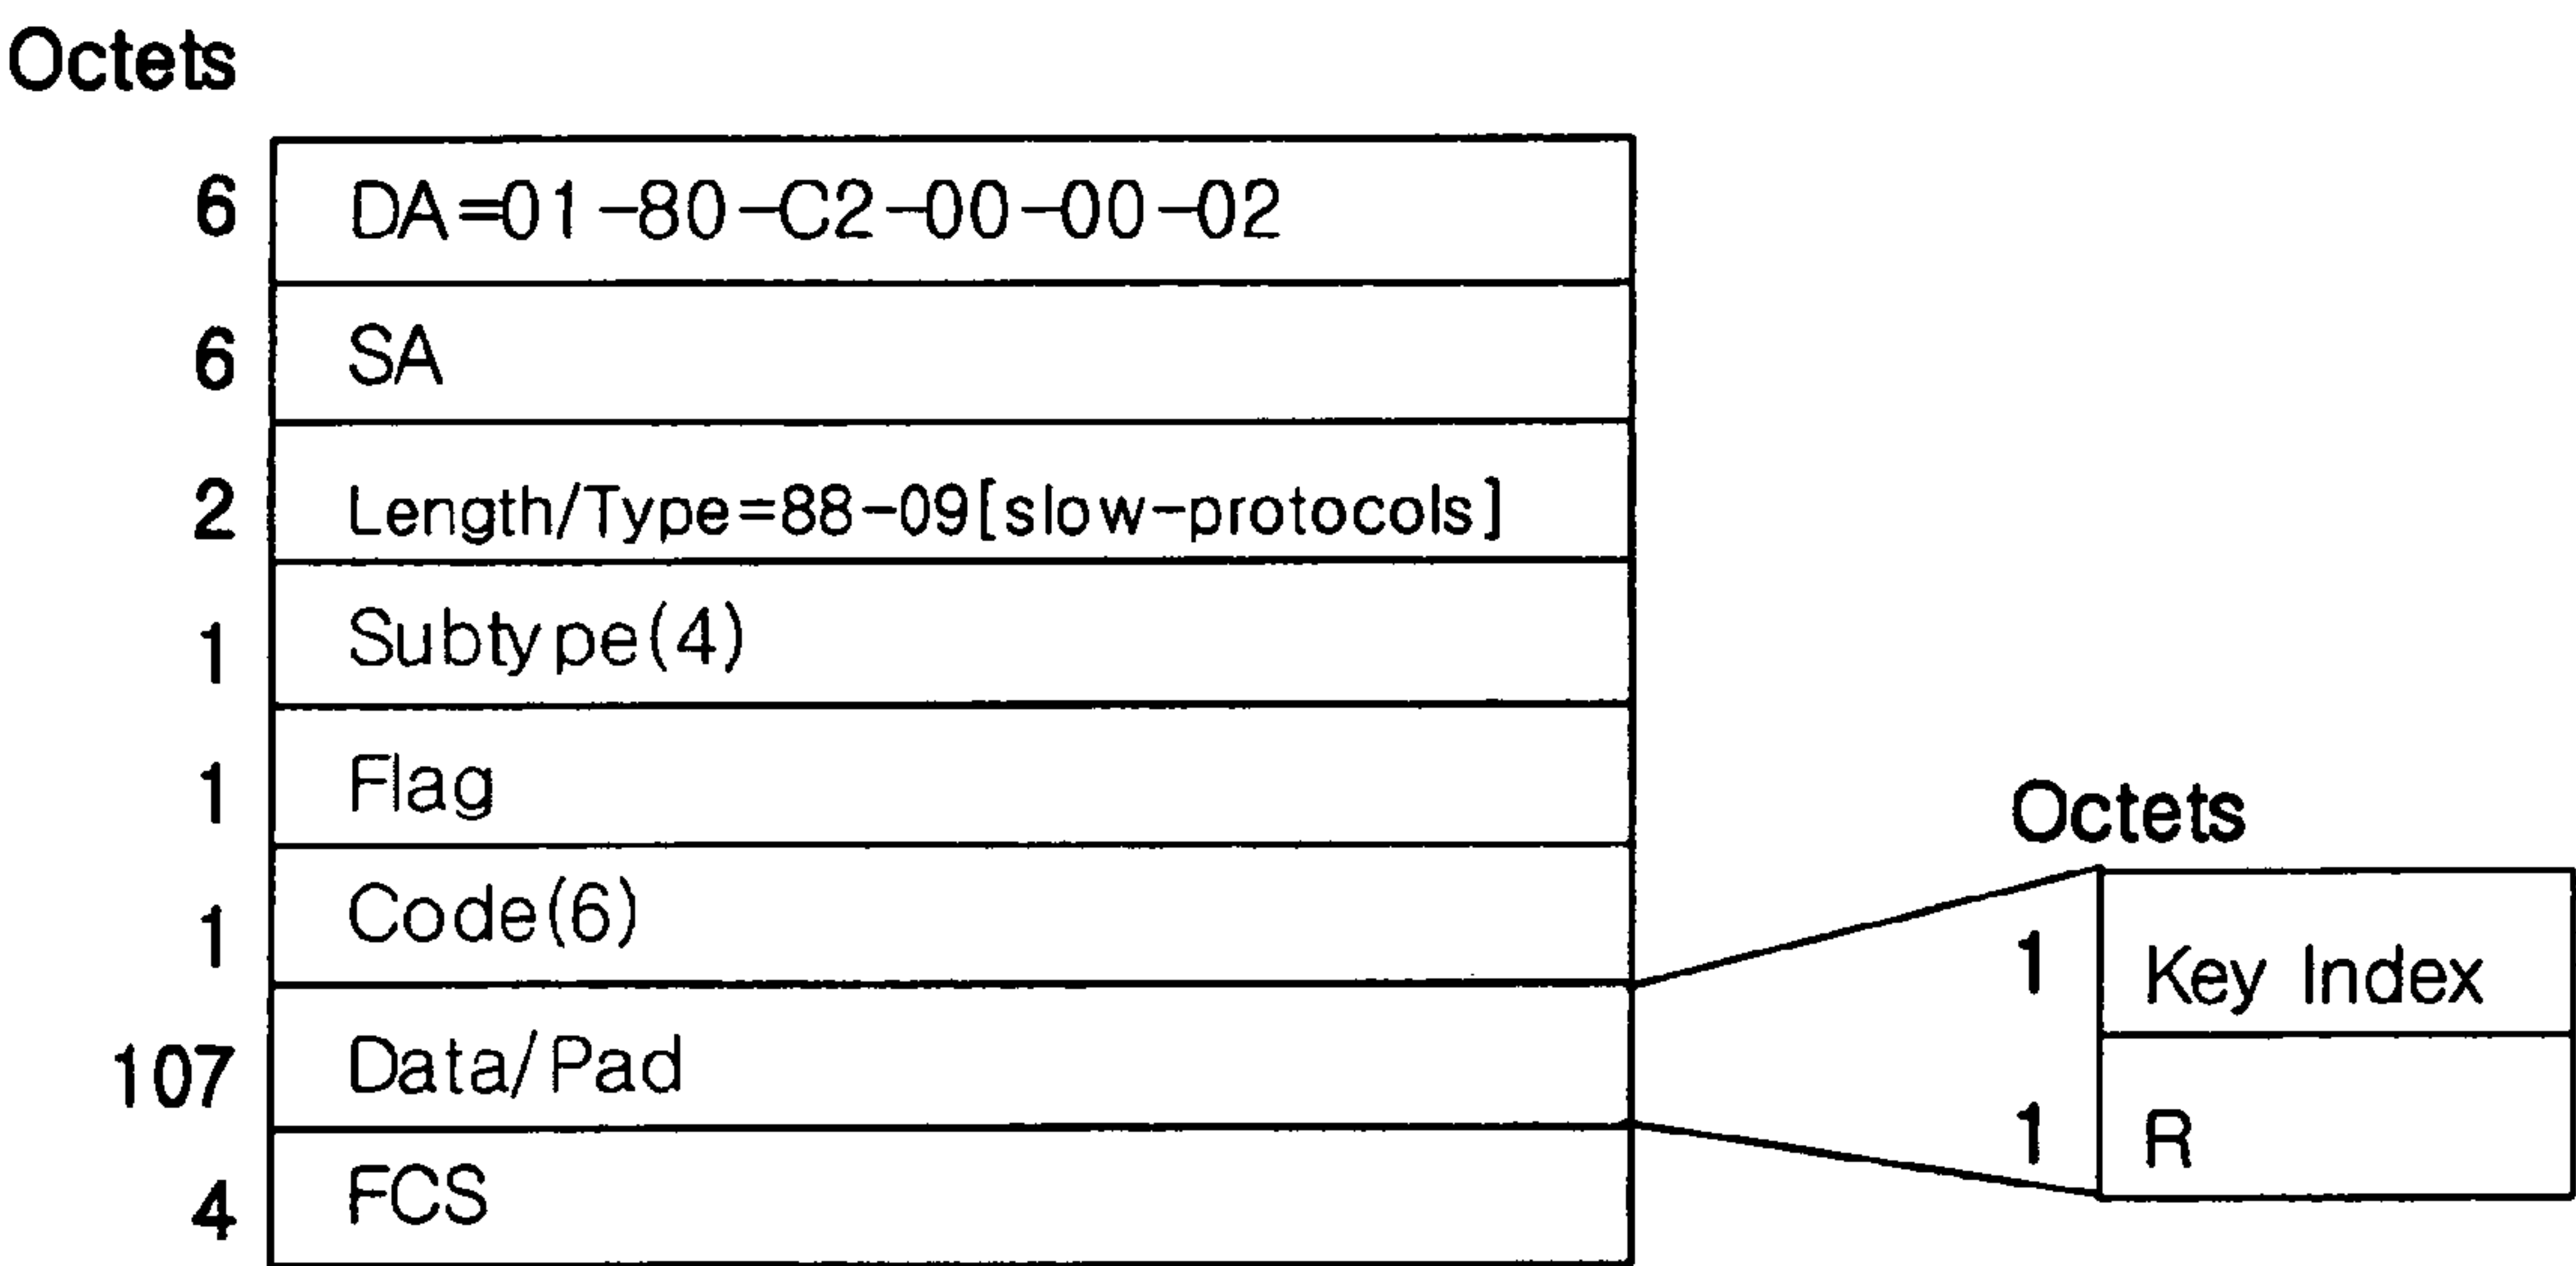 Octets
6 DA=01-80-C2-00-00-02
6 SA
2 Length/Type=88-09[slow-protocols]
1 Subtype(4)
1 Flag
1 Code(6)
107 Data/Pad
4 FCS
Octets
1 Key Index
1 R